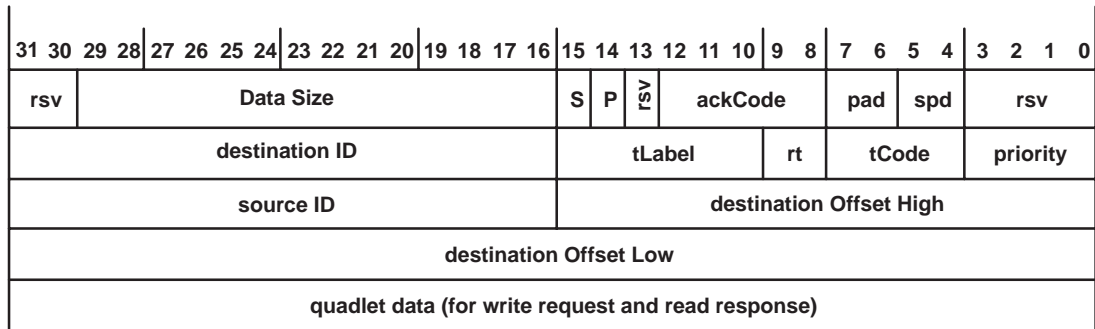 31 30 29 28 27 26 25 24 23 22 21 20 19 18 17 16 15 14 13 12 11 10 9 8 7 6 5 4 3 2 1 0
rsv Data Size S P rsv ackCode pad spd rsv
destination ID tLabel rt tCode priority
source ID destination Offset High
destination Offset Low
quadlet data (for write request and read response)